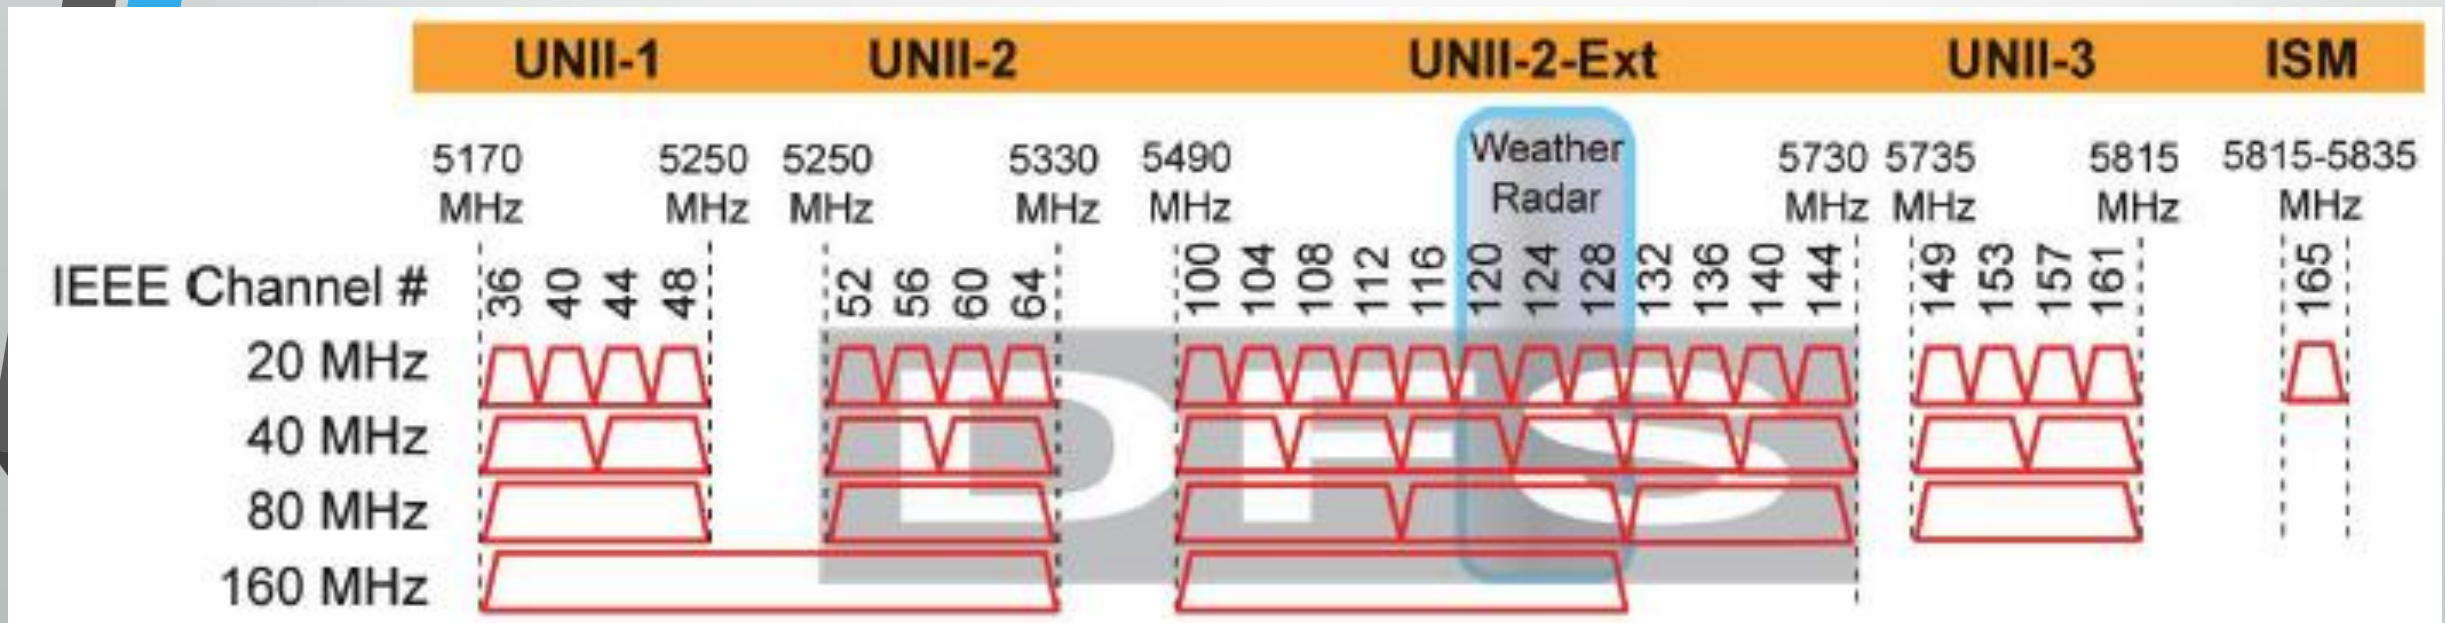 UNII-1 UNII-2 UNII-2-Ext UNII-3 ISM
5170 MHz 5250 MHz 5250 MHz 5330 MHz 5490 MHz Weather Radar 5730 MHz 5735 MHz 5815 MHz 5815-5835 MHz
IEEE Channel # 36 40 44 48 52 56 60 64 100 104 108 112 116 120 124 128 132 136 140 144 149 153 157 161 165
20 MHz
40 MHz
80 MHz
160 MHz
DFS